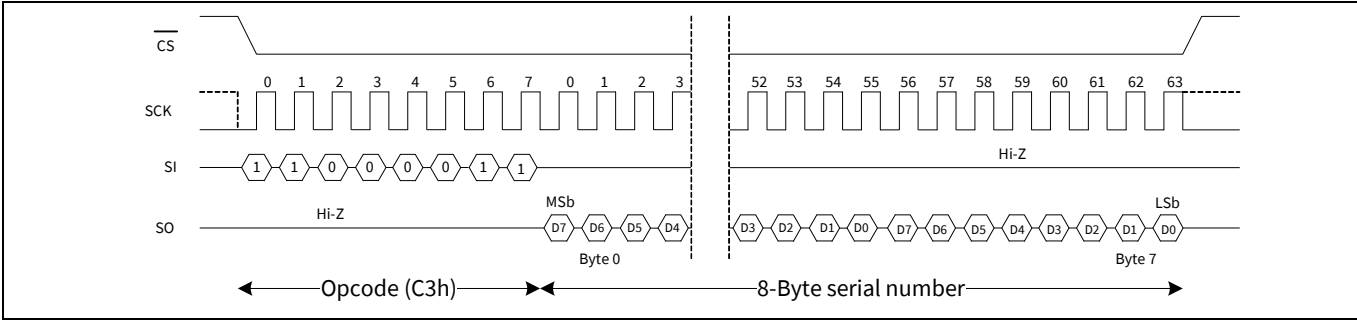 CS
0 1 2 3 4 5 6 7 0 1 2 3 52 53 54 55 56 57 58 59 60 61 62 63
SCK
Hi-Z
SI 1 1 0 0 0 0 1 1
MSb LSb
Hi-Z
SO D7 D6 D5 D4 D3 D2 D1 D0 D7 D6 D5 D4 D3 D2 D1 D0
Byte 0 Byte 7
Opcode (C3h) 8-Byte serial number